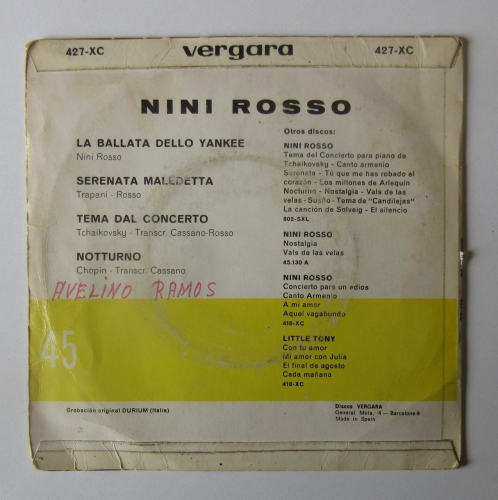 427-XC vergara 427-XC
NINI ROSSO
LA BALLATA DELLO YANKEE
Nini Rosso
SERENATA MALEDETTA
Trapani - Rosso
TEMA DAL CONCERTO
Tchaikovsky - Transcr. Cassano-Rosso
NOTTURNO
Chopin - Transcr. Cassano
AVELINO RAMOS
45
Grabación original DURIUM (Italia)
Otros discos:
NINI ROSSO
Tema del Concierto para piano de
Tchaikovsky - Canto armenio
Serenata - Tú que me has robado el
corazón - Los millones de Arlequín
Nocturno - Nostalgia - Vals de las
velas - Sueño - Tema de "Candilejas"
La canción de Solveig - El silencio
802-SXL
NINI ROSSO
Nostalgia
Vals de las velas
45.130 A
NINI ROSSO
Concierto para un adios
Canto Armenio
A mi amor
Aquel vagabundo
410-XC
LITTLE TONY
Con tu amor
Mi amor con Julia
El final de agosto
Cada mañana
418-XC
Discos VERGARA
General Mola, 4 — Barcelona-9
Made in Spain